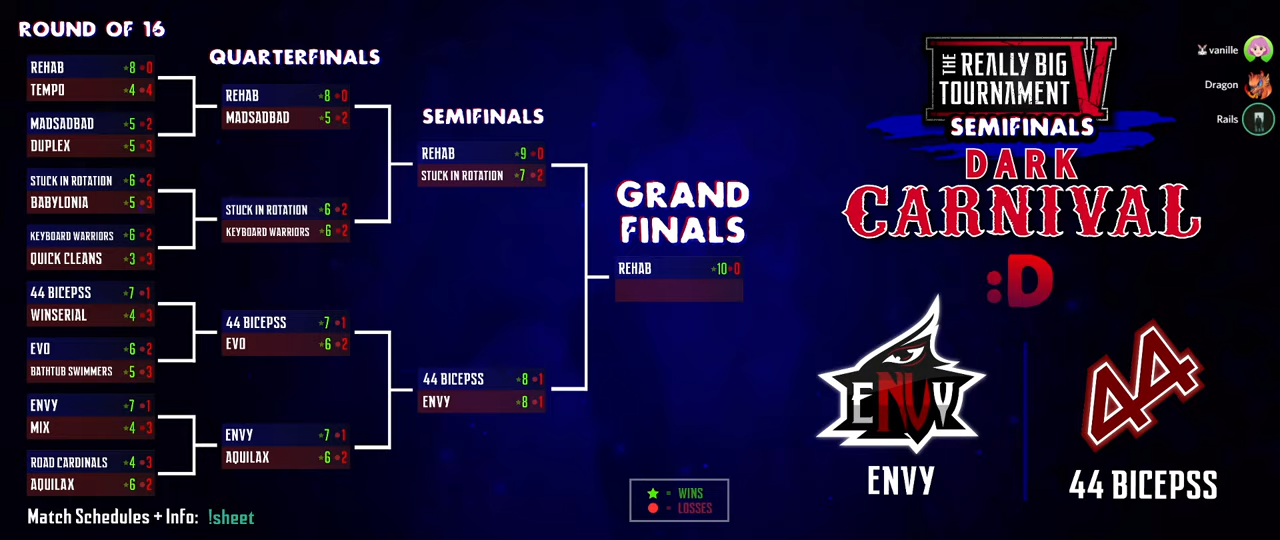 ROUND OF 16
REHAB ★8 ●0
TEMPO ★4 ●4
MADSADBAD ★5 ●2
DUPLEX ★5 ●3
STUCK IN ROTATION ★6 ●2
BABYLONIA ★5 ●3
KEYBOARD WARRIORS ★6 ●2
QUICK CLEANS ★3 ●3
44 BICEPSS ★7 ●1
WINSERIAL ★4 ●3
EVO ★6 ●2
BATHTUB SWIMMERS ★5 ●3
ENVY ★7 ●1
MIX ★4 ●3
ROAD CARDINALS ★4 ●3
AQUILAX ★6 ●2
Match Schedules + Info: !sheet
QUARTERFINALS
REHAB ★8 ●0
MADSADBAD ★5 ●2
STUCK IN ROTATION ★6 ●2
KEYBOARD WARRIORS ★6 ●2
44 BICEPSS ★7 ●1
EVO ★6 ●2
ENVY ★7 ●1
AQUILAX ★6 ●2
SEMIFINALS
REHAB ★9 ●0
STUCK IN ROTATION ★7 ●2
44 BICEPSS ★8 ●1
ENVY ★8 ●1
GRAND
FINALS
REHAB ★10 ●0
★ = WINS
● = LOSSES
THE REALLY BIG
TOURNAMENT V
SEMIFINALS
DARK
CARNIVAL
:D
ENVY
44
ENVY
44 BICEPSS
vanille
Dragon
Rails